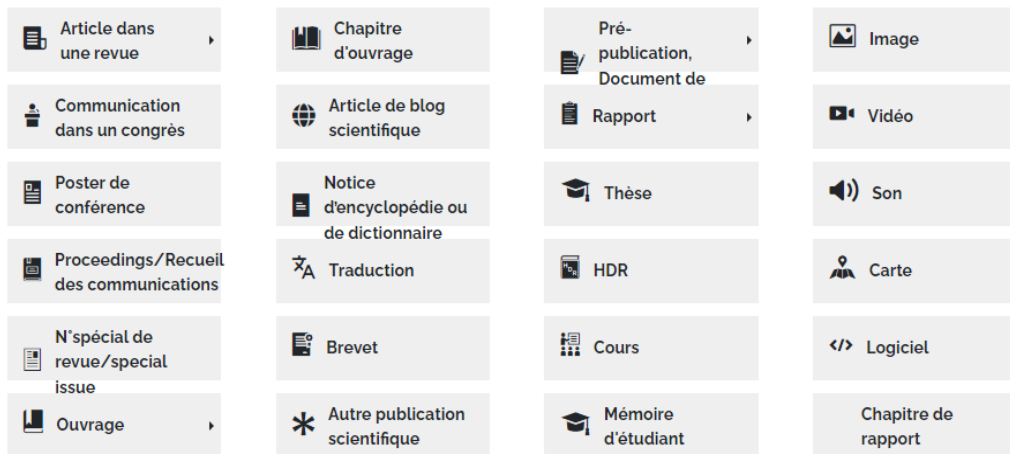 Article dans
une revue
Chapitre
d'ouvrage
Pré-
publication,
Document de
Image
Communication
dans un congrès
Article de blog
scientifique
Rapport
Vidéo
Poster de
conférence
Notice
d'encyclopédie ou
de dictionnaire
Thèse
Son
Proceedings/Recueil
des communications
Traduction
HDR
Carte
N°spécial de
revue/special
issue
Brevet
Cours
Logiciel
Ouvrage
Autre publication
scientifique
Mémoire
d'étudiant
Chapitre de
rapport